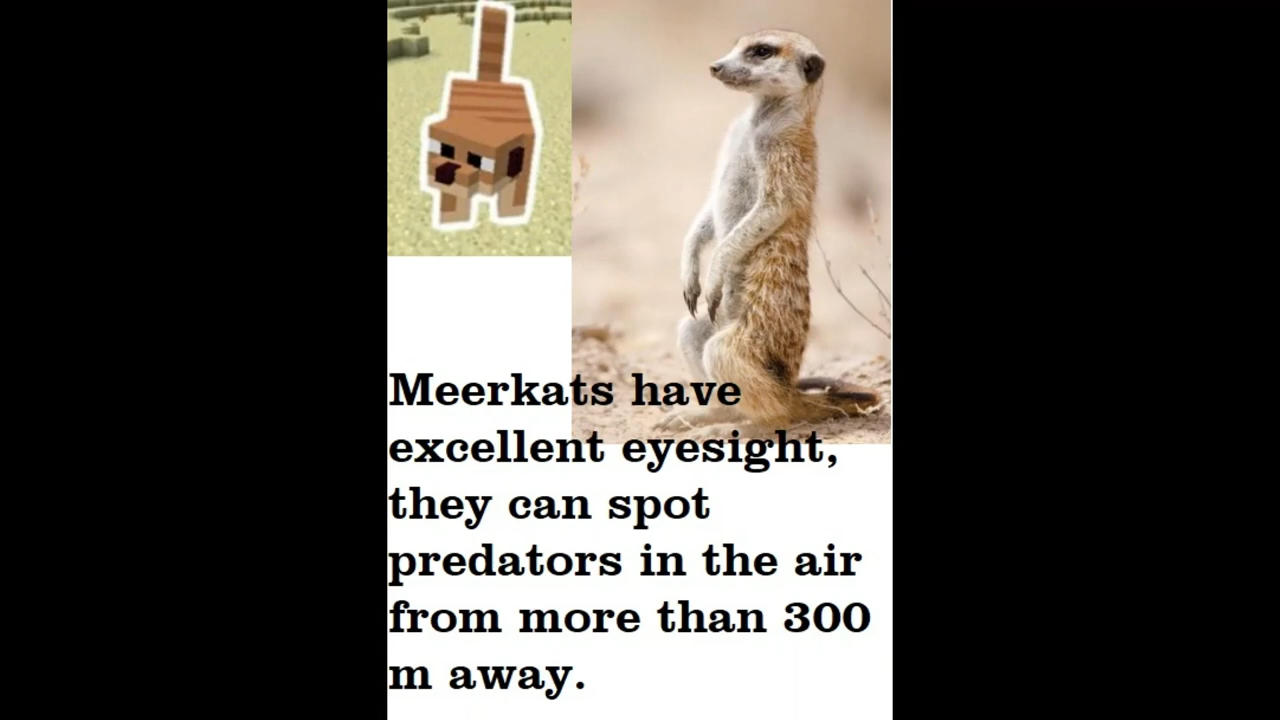 Meerkats have
excellent eyesight,
they can spot
predators in the air
from more than 300
m away.